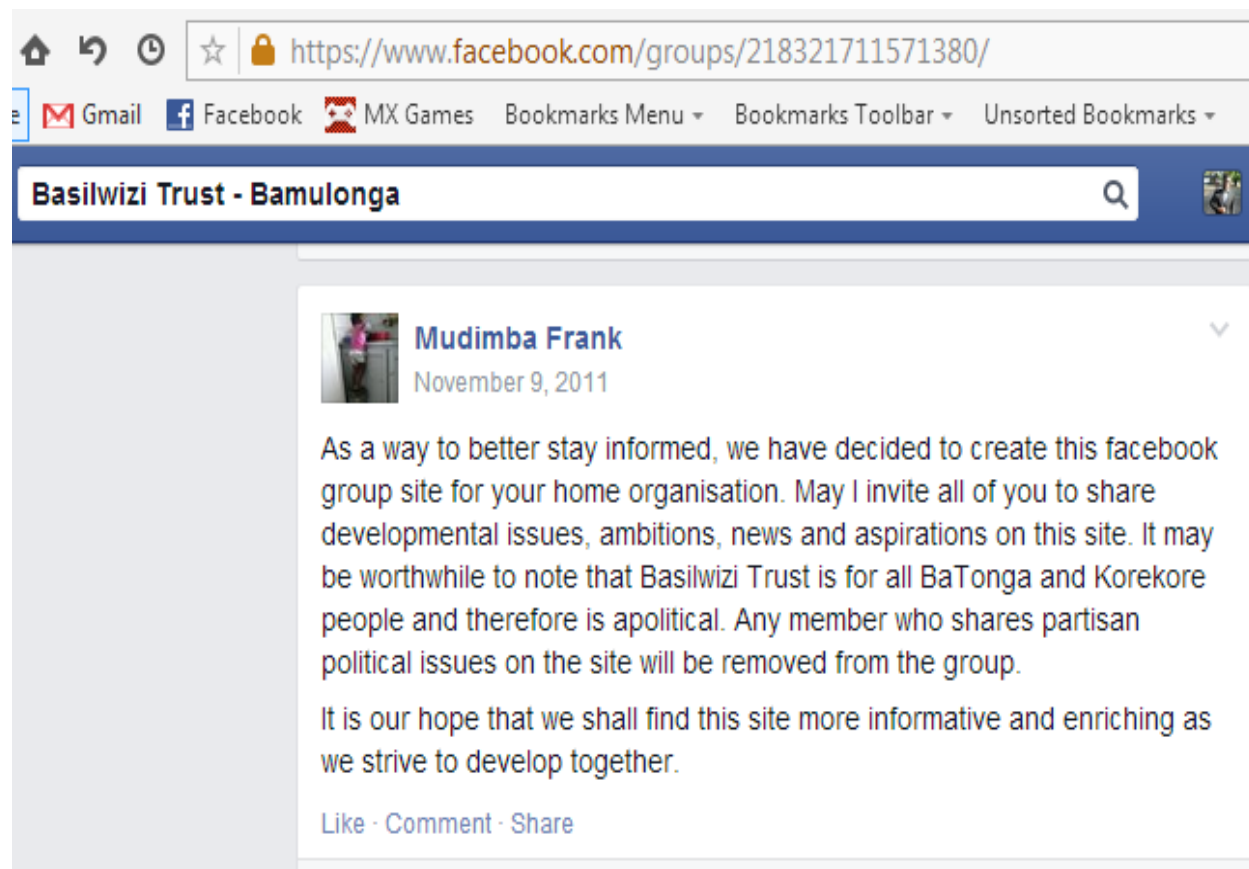 https://www.facebook.com/groups/218321711571380/
e Gmail Facebook MX Games Bookmarks Menu Bookmarks Toolbar Unsorted Bookmarks
Basilwizi Trust - Bamulonga
Mudimba Frank
November 9, 2011
As a way to better stay informed, we have decided to create this facebook
group site for your home organisation. May I invite all of you to share
developmental issues, ambitions, news and aspirations on this site. It may
be worthwhile to note that Basilwizi Trust is for all BaTonga and Korekore
people and therefore is apolitical. Any member who shares partisan
political issues on the site will be removed from the group.
It is our hope that we shall find this site more informative and enriching as
we strive to develop together.
Like · Comment · Share